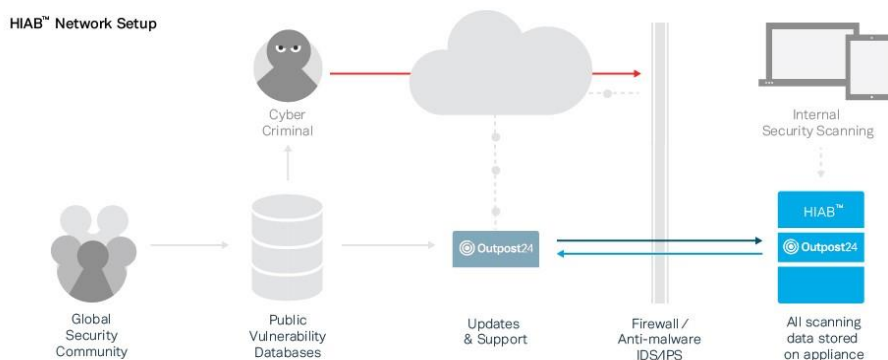 HIAB™ Network Setup
Cyber
Criminal
Internal
Security Scanning
HIAB™
Outpost24
Outpost24
Global
Security
Community
Public
Vulnerability
Databases
Updates
& Support
Firewall /
Anti-malware
IDS/IPS
All scanning
data stored
on appliance